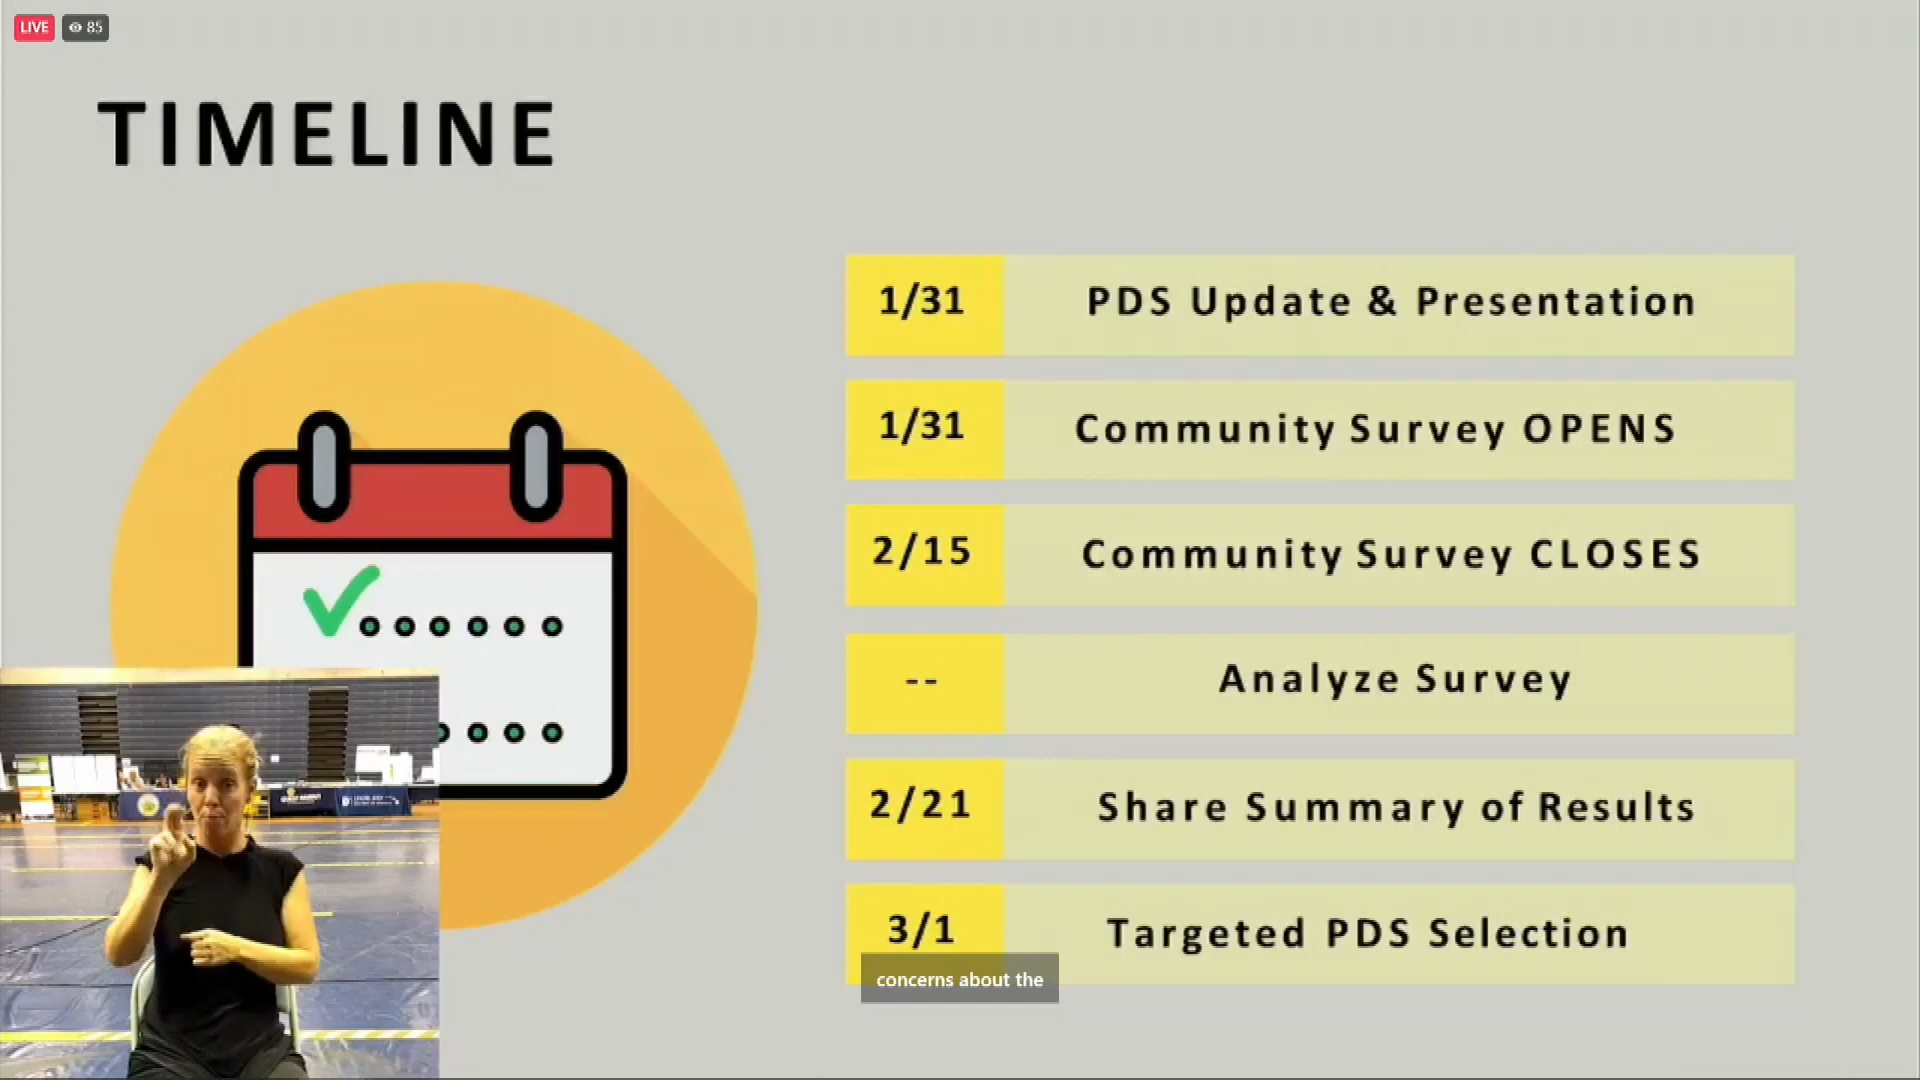 LIVE
85
TIMELINE
1/31 PDS Update & Presentation
1/31 Community Survey OPENS
2/15 Community Survey CLOSES
-- Analyze Survey
2/21 Share Summary of Results
3/1 Targeted PDS Selection
concerns about the